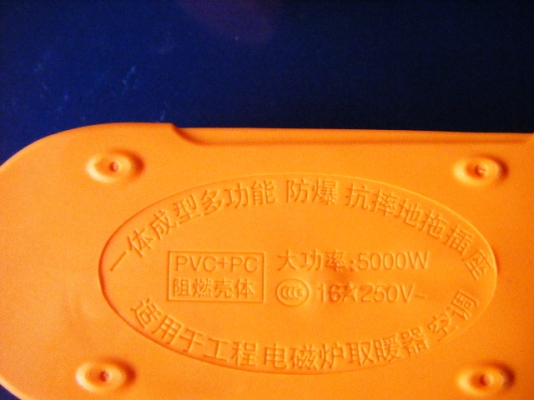 一体成型多功能 防爆 抗摔地拖插座
PVC+PC
阻燃壳体
大功率:5000W
CCC 16A250V~
适用于工程电磁炉取暖器空调